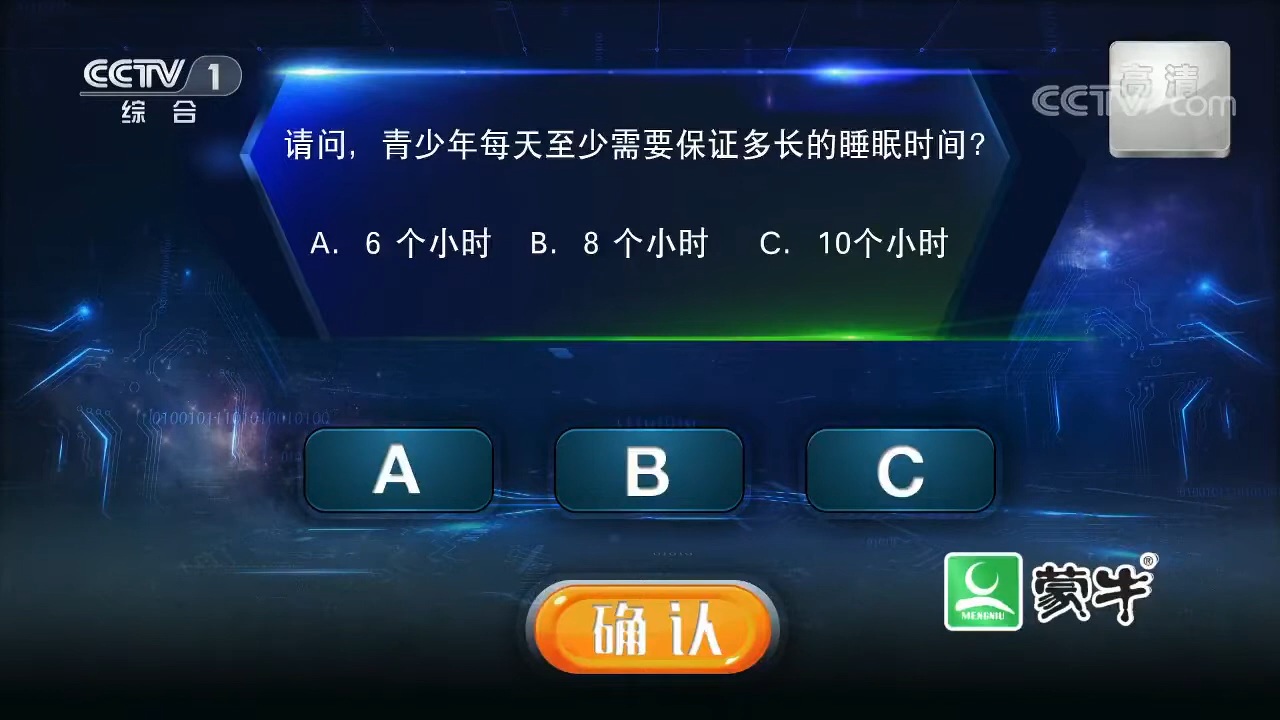 CCTV 1
综合
高清
CCTV.com
请问，青少年每天至少需要保证多长的睡眠时间？
A. 6 个小时 B. 8 个小时 C. 10个小时
010010111010101010100
A B C
MENGNIU 蒙牛®
确认